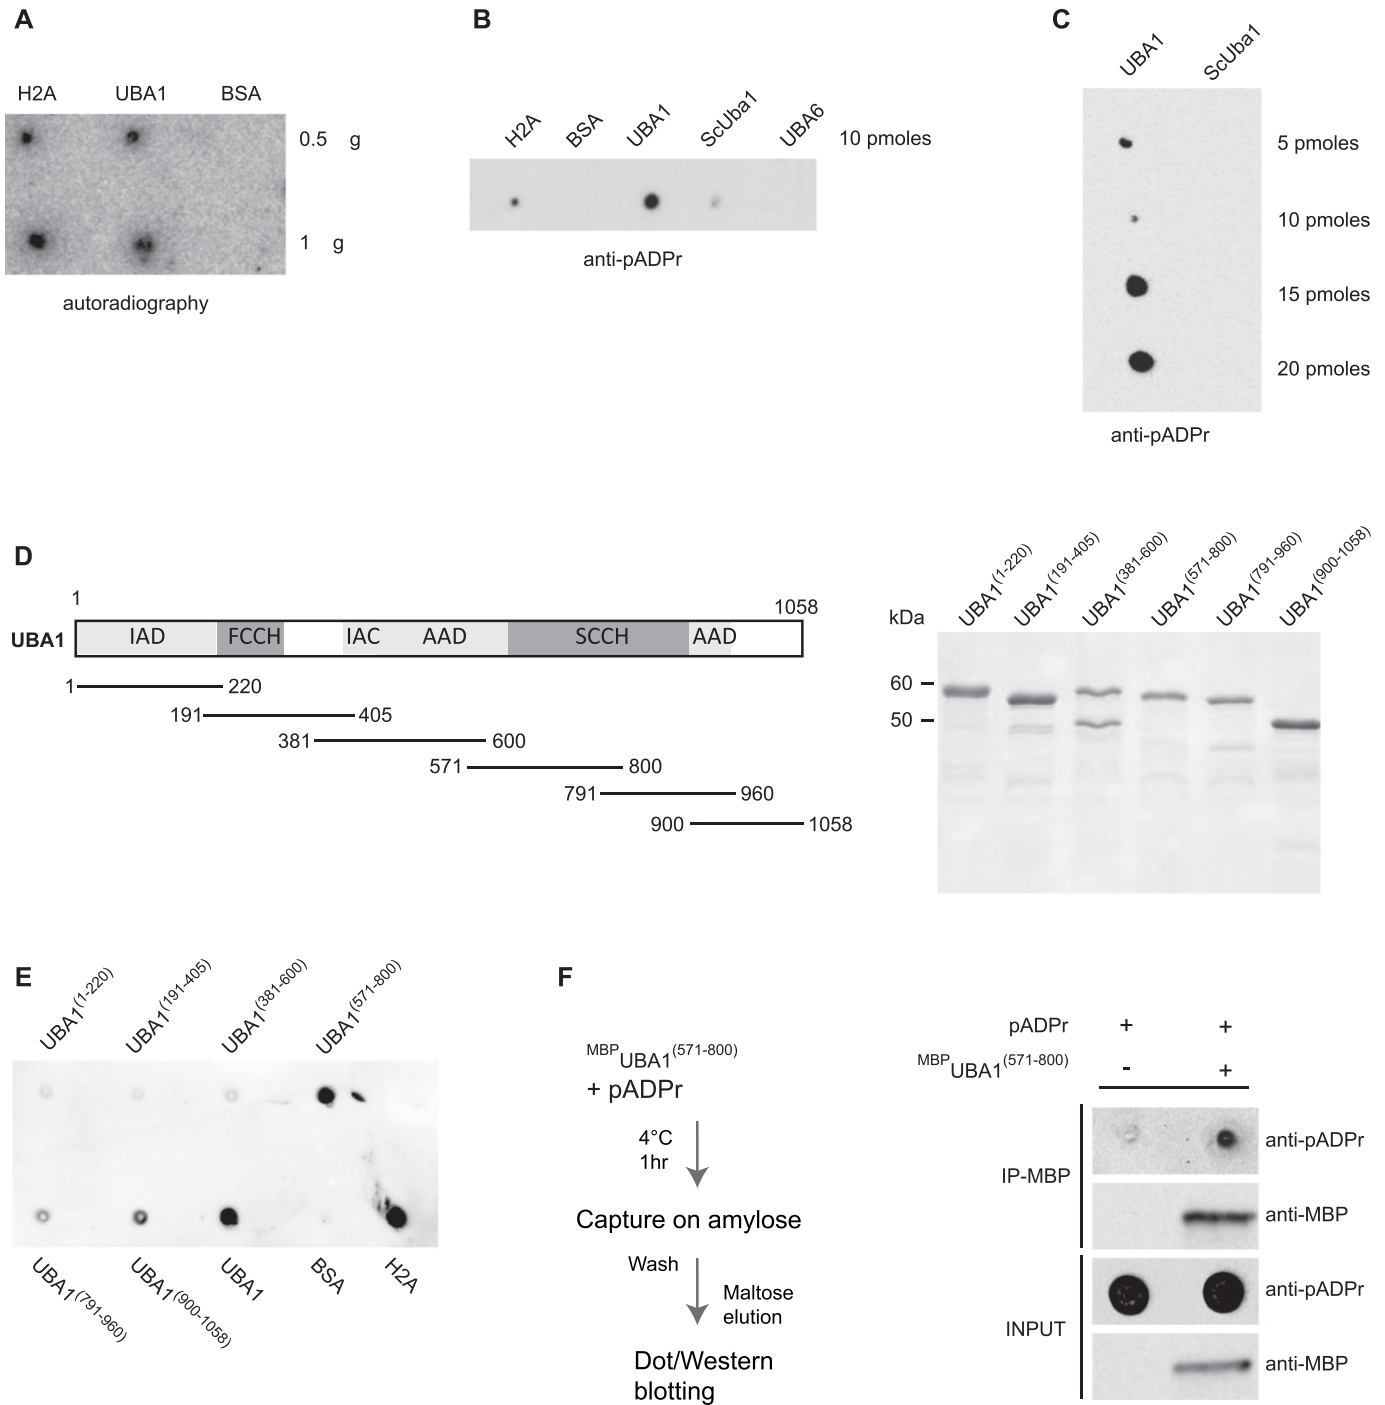 A
H2A UBA1 BSA
0.5 g
1 g
autoradiography
B
H2A BSA UBA1 ScUba1 UBA6
10 pmoles
anti-pADPr
C
UBA1 ScUba1
5 pmoles
10 pmoles
15 pmoles
20 pmoles
anti-pADPr
D
1
1058
UBA1 IAD FCCH IAC AAD SCCH AAD
1 220
191 405
381 600
571 800
791 960
900 1058
kDa
UBA1(1-220) UBA1(191-405) UBA1(381-600) UBA1(571-800) UBA1(791-960) UBA1(900-1058)
60
50
E
UBA1(1-220) UBA1(191-405) UBA1(381-600) UBA1(571-800)
UBA1(791-960) UBA1(900-1058) UBA1 BSA H2A
F
MBPUBA1(571-800)
+ pADPr
4°C
1hr
Capture on amylose
Wash
Maltose
elution
Dot/Western
blotting
pADPr + +
MBPUBA1(571-800) - +
IP-MBP
anti-pADPr
anti-MBP
INPUT
anti-pADPr
anti-MBP